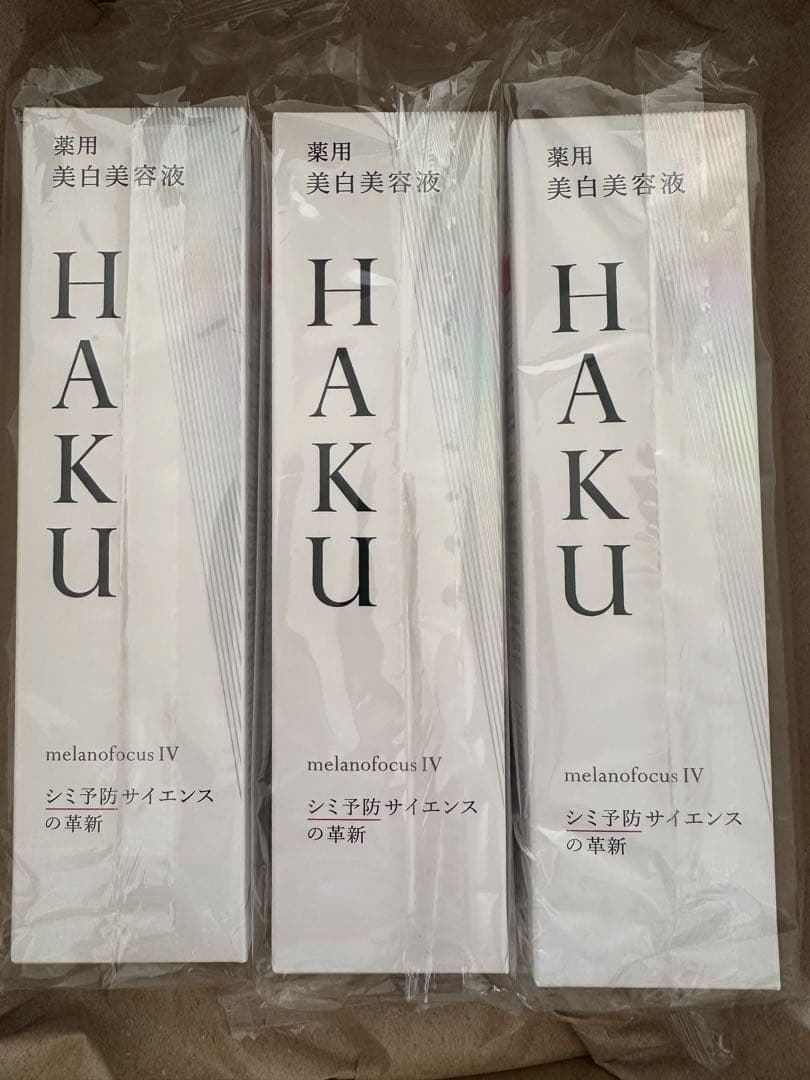 薬用
美白美容液
HAKU
melanofocus IV
シミ予防サイエンス
の革新
薬用
美白美容液
HAKU
melanofocus IV
シミ予防サイエンス
の革新
薬用
美白美容液
HAKU
melanofocus IV
シミ予防サイエンス
の革新